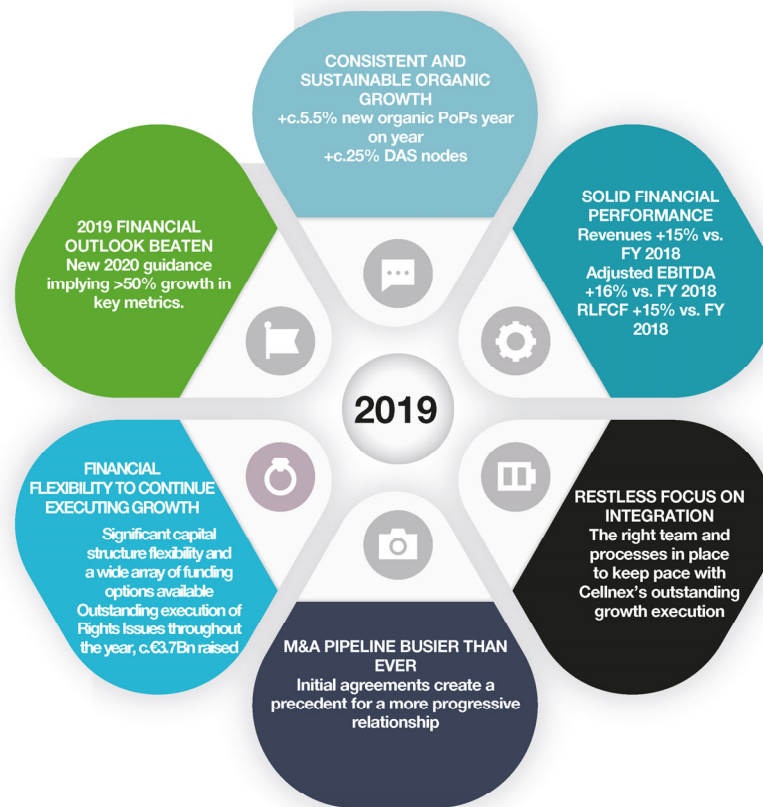 CONSISTENT AND
SUSTAINABLE ORGANIC
GROWTH
+c.5.5% new organic PoPs year
on year
+c.25% DAS nodes
SOLID FINANCIAL
PERFORMANCE
Revenues +15% vs.
FY 2018
Adjusted EBITDA
+16% vs. FY 2018
RLFCF +15% vs. FY
2018
2019 FINANCIAL
OUTLOOK BEATEN
New 2020 guidance
implying >50% growth in
key metrics.
2019
FINANCIAL
FLEXIBILITY TO CONTINUE
EXECUTING GROWTH
Significant capital
structure flexibility and
a wide array of funding
options available
Outstanding execution of
Rights Issues throughout
the year, c.€3.7Bn raised
RESTLESS FOCUS ON
INTEGRATION
The right team and
processes in place
to keep pace with
Cellnex's outstanding
growth execution
M&A PIPELINE BUSIER THAN
EVER
Initial agreements create a
precedent for a more progressive
relationship